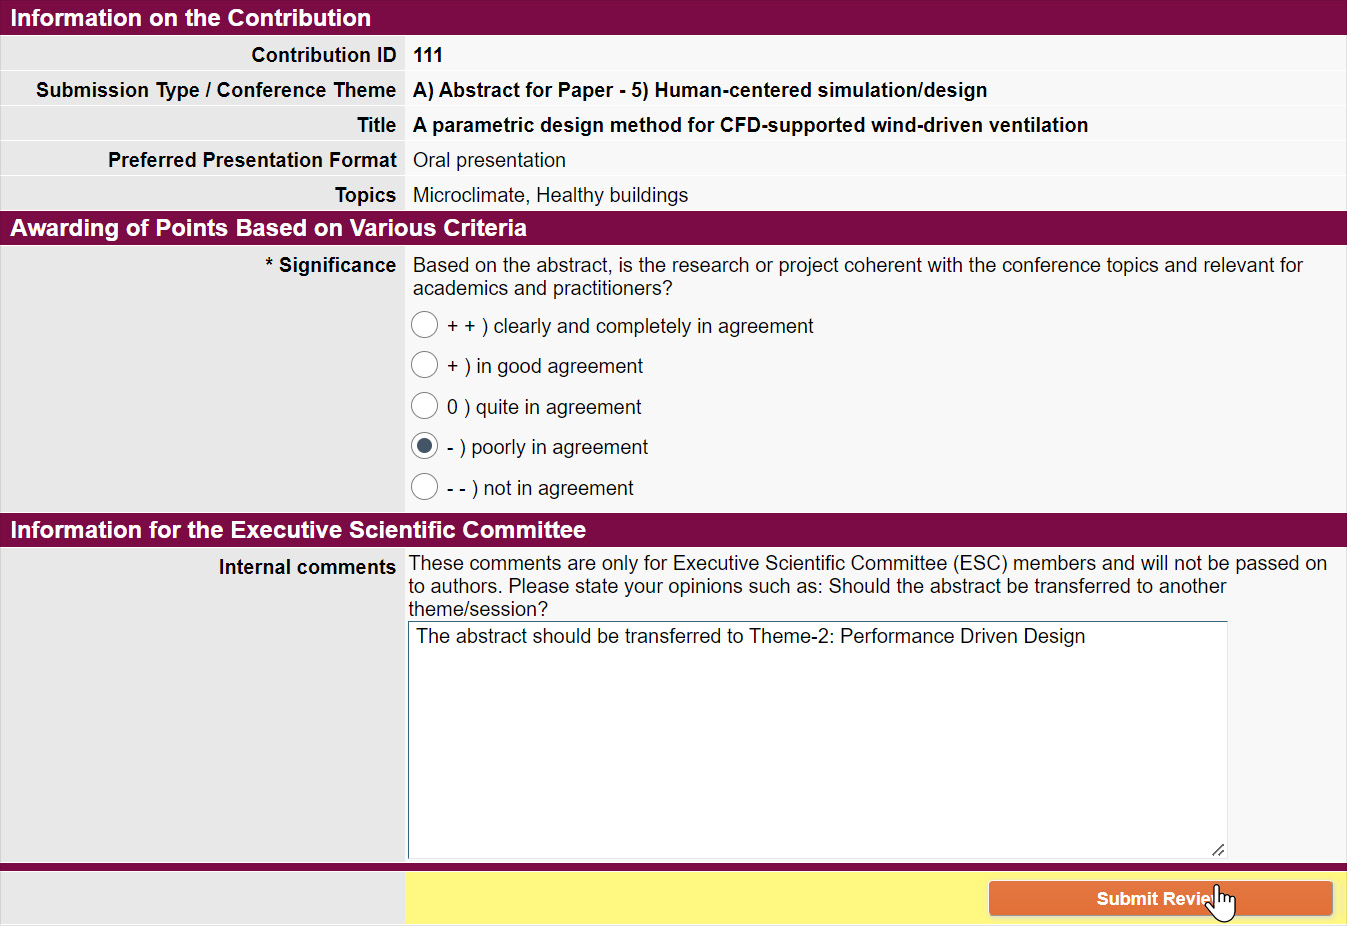 Information on the Contribution
Contribution ID 111
Submission Type / Conference Theme A) Abstract for Paper - 5) Human-centered simulation/design
Title A parametric design method for CFD-supported wind-driven ventilation
Preferred Presentation Format Oral presentation
Topics Microclimate, Healthy buildings
Awarding of Points Based on Various Criteria
* Significance Based on the abstract, is the research or project coherent with the conference topics and relevant for
academics and practitioners?
+ + ) clearly and completely in agreement
+ ) in good agreement
0 ) quite in agreement
- ) poorly in agreement
- - ) not in agreement
Information for the Executive Scientific Committee
Internal comments These comments are only for Executive Scientific Committee (ESC) members and will not be passed on
to authors. Please state your opinions such as: Should the abstract be transferred to another
theme/session?
The abstract should be transferred to Theme-2: Performance Driven Design
Submit Review